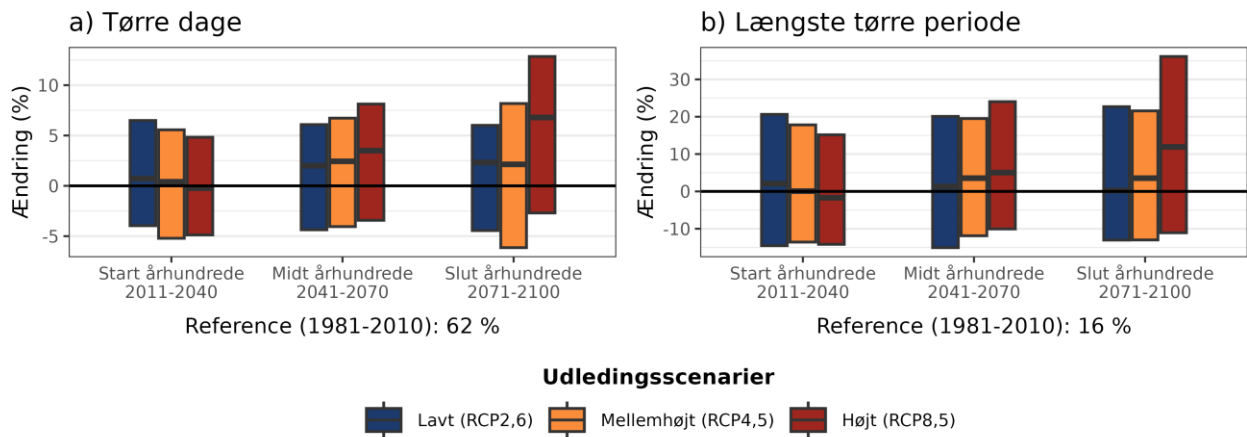 a) Tørre dage
Ændring (%)
10
5
0
-5
Start århundrede
2011-2040
Midt århundrede
2041-2070
Slut århundrede
2071-2100
Reference (1981-2010): 62 %
b) Længste tørre periode
Ændring (%)
30
20
10
0
-10
Start århundrede
2011-2040
Midt århundrede
2041-2070
Slut århundrede
2071-2100
Reference (1981-2010): 16 %
Udledingsscenarier
Lavt (RCP2,6)
Mellemhøjt (RCP4,5)
Højt (RCP8,5)